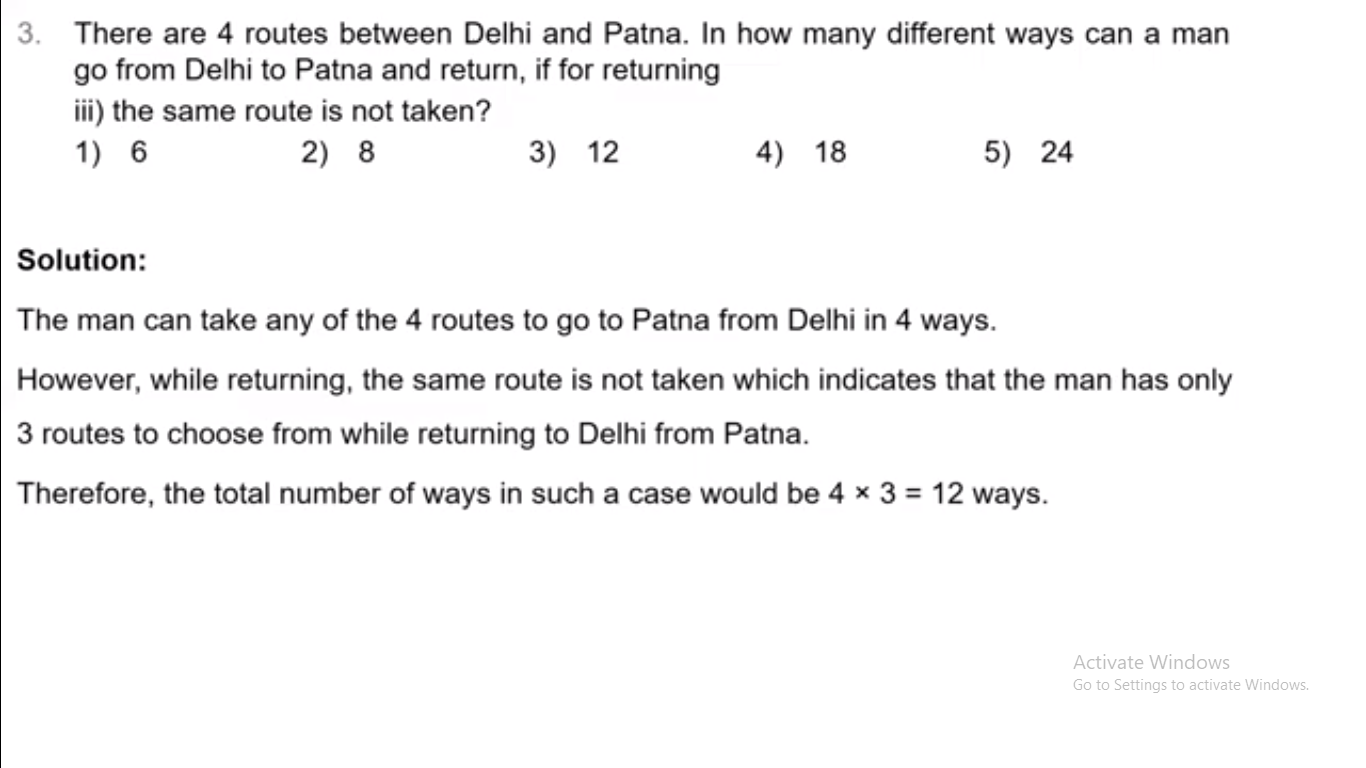 3. There are 4 routes between Delhi and Patna. In how many different ways can a man
go from Delhi to Patna and return, if for returning
iii) the same route is not taken?
1) 6 2) 8 3) 12 4) 18 5) 24
Solution:
The man can take any of the 4 routes to go to Patna from Delhi in 4 ways.
However, while returning, the same route is not taken which indicates that the man has only
3 routes to choose from while returning to Delhi from Patna.
Therefore, the total number of ways in such a case would be 4 × 3 = 12 ways.
Activate Windows
Go to Settings to activate Windows.